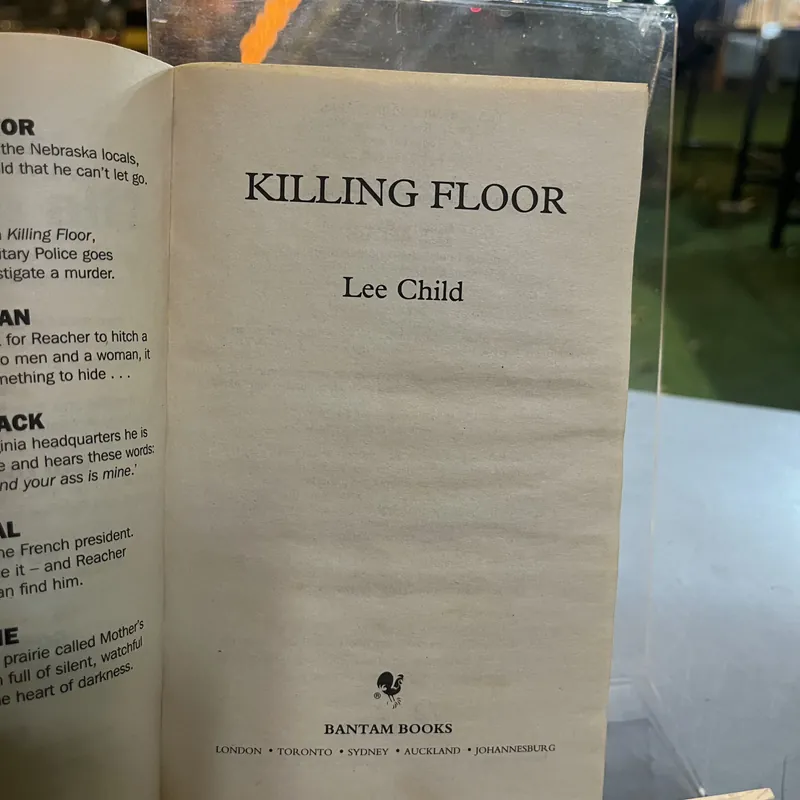 OR
the Nebraska locals,
ld that he can't let go.
Killing Floor,
itary Police goes
stigate a murder.
AN
for Reacher to hitch a
o men and a woman, it
mething to hide . . .
ACK
inia headquarters he is
e and hears these words:
nd your ass is mine.'
AL
he French president.
e it – and Reacher
an find him.
IE
prairie called Mother's
n full of silent, watchful
e heart of darkness.
KILLING FLOOR
Lee Child
®
BANTAM BOOKS
LONDON • TORONTO • SYDNEY • AUCKLAND • JOHANNESBURG